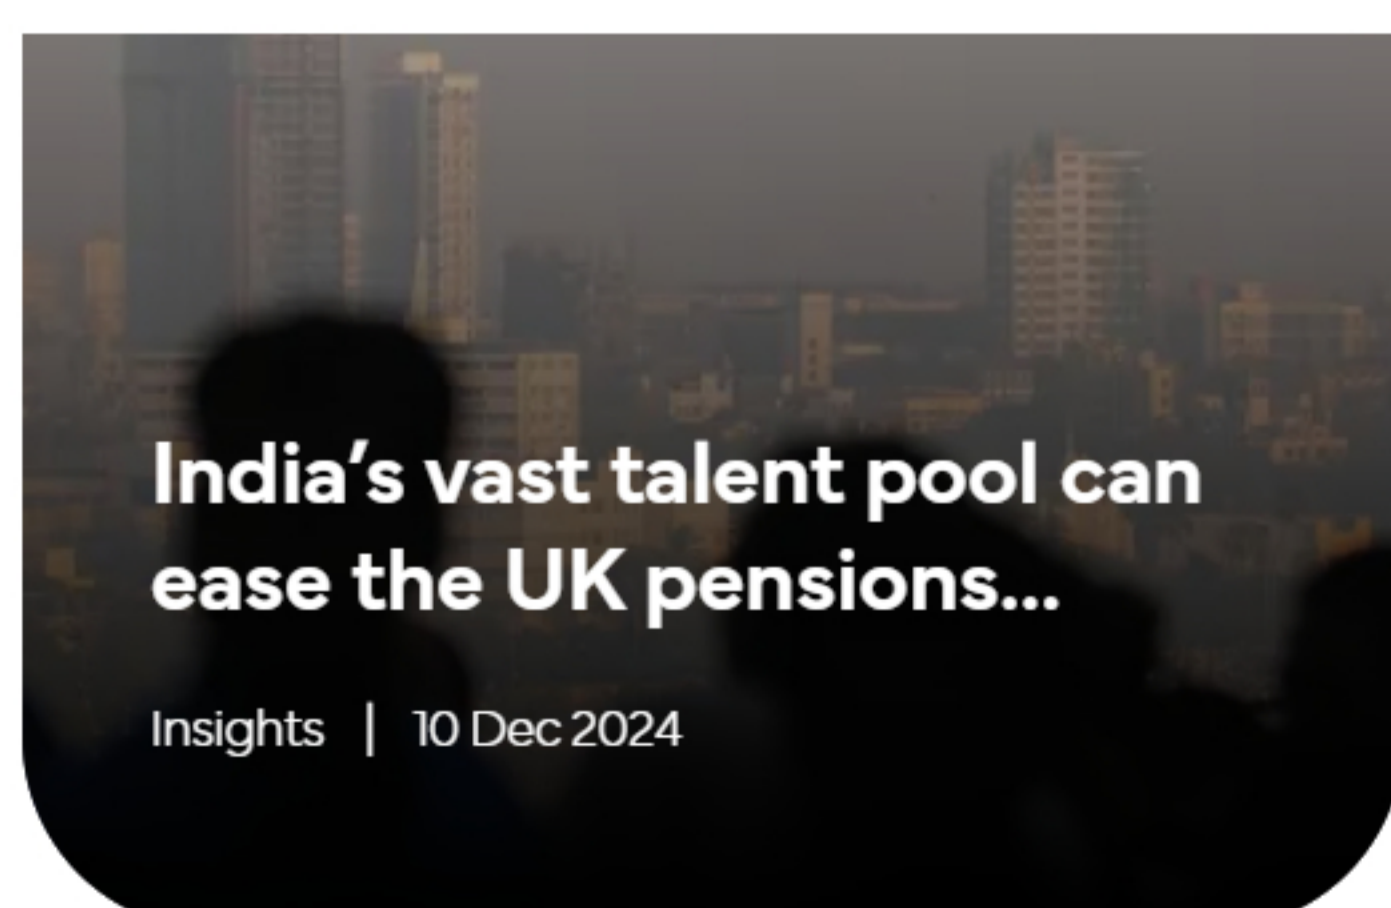 India’s vast talent pool can
ease the UK pensions...
Insights | 10 Dec 2024